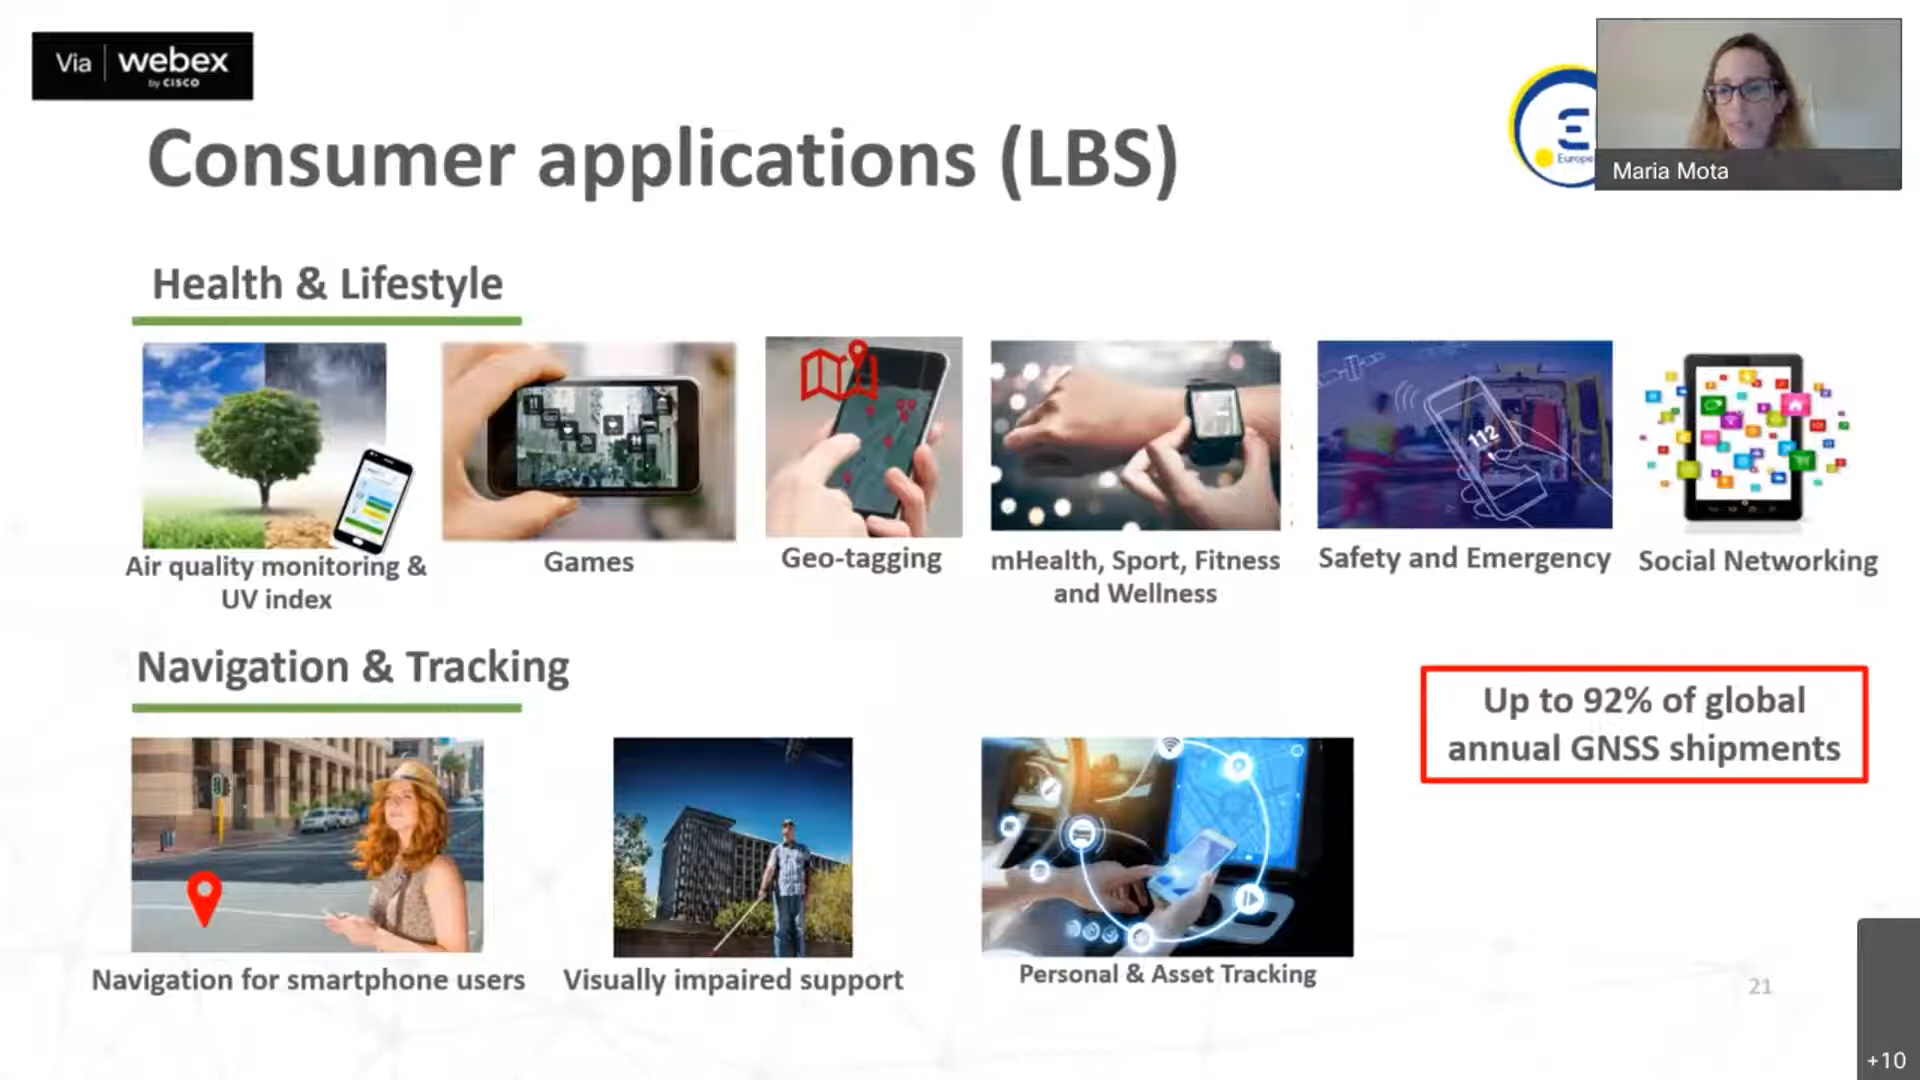 Via webex
by CISCO
Consumer applications (LBS)
Europe
Maria Mota
Health & Lifestyle
112
Air quality monitoring &
UV index
Games
Geo-tagging
mHealth, Sport, Fitness
and Wellness
Safety and Emergency
Social Networking
Navigation & Tracking
Up to 92% of global
annual GNSS shipments
Navigation for smartphone users
Visually impaired support
Personal & Asset Tracking
21
+10